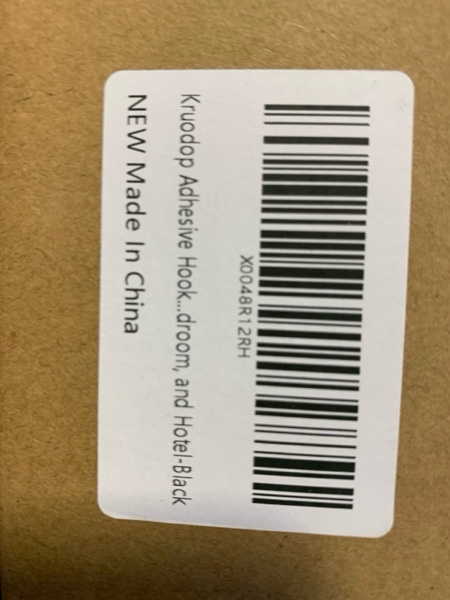 X0048R12RH
Kruodop Adhesive Hook...droom, and Hotel-Black
NEW Made In China